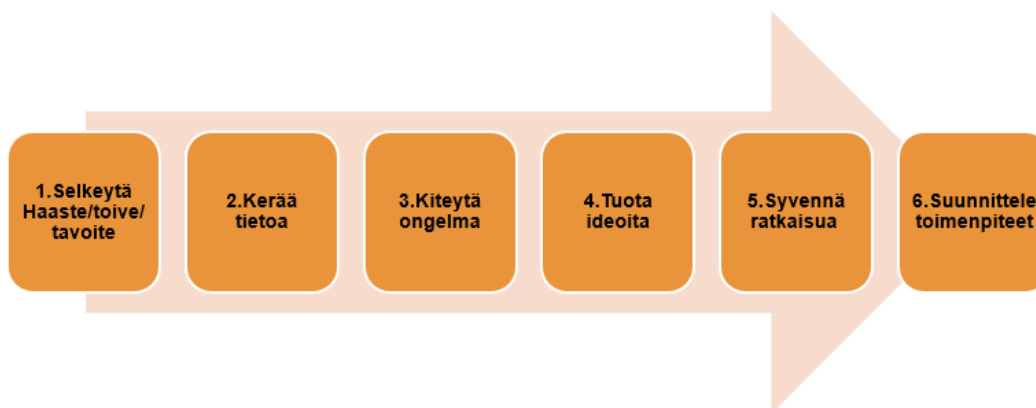 1.Selkeytä
Haaste/toive/
tavoite
2.Kerää
tietoa
3.Kiteytä
ongelma
4.Tuota
ideoita
5.Syvennä
ratkaisua
6.Suunnittele
toimenpiteet